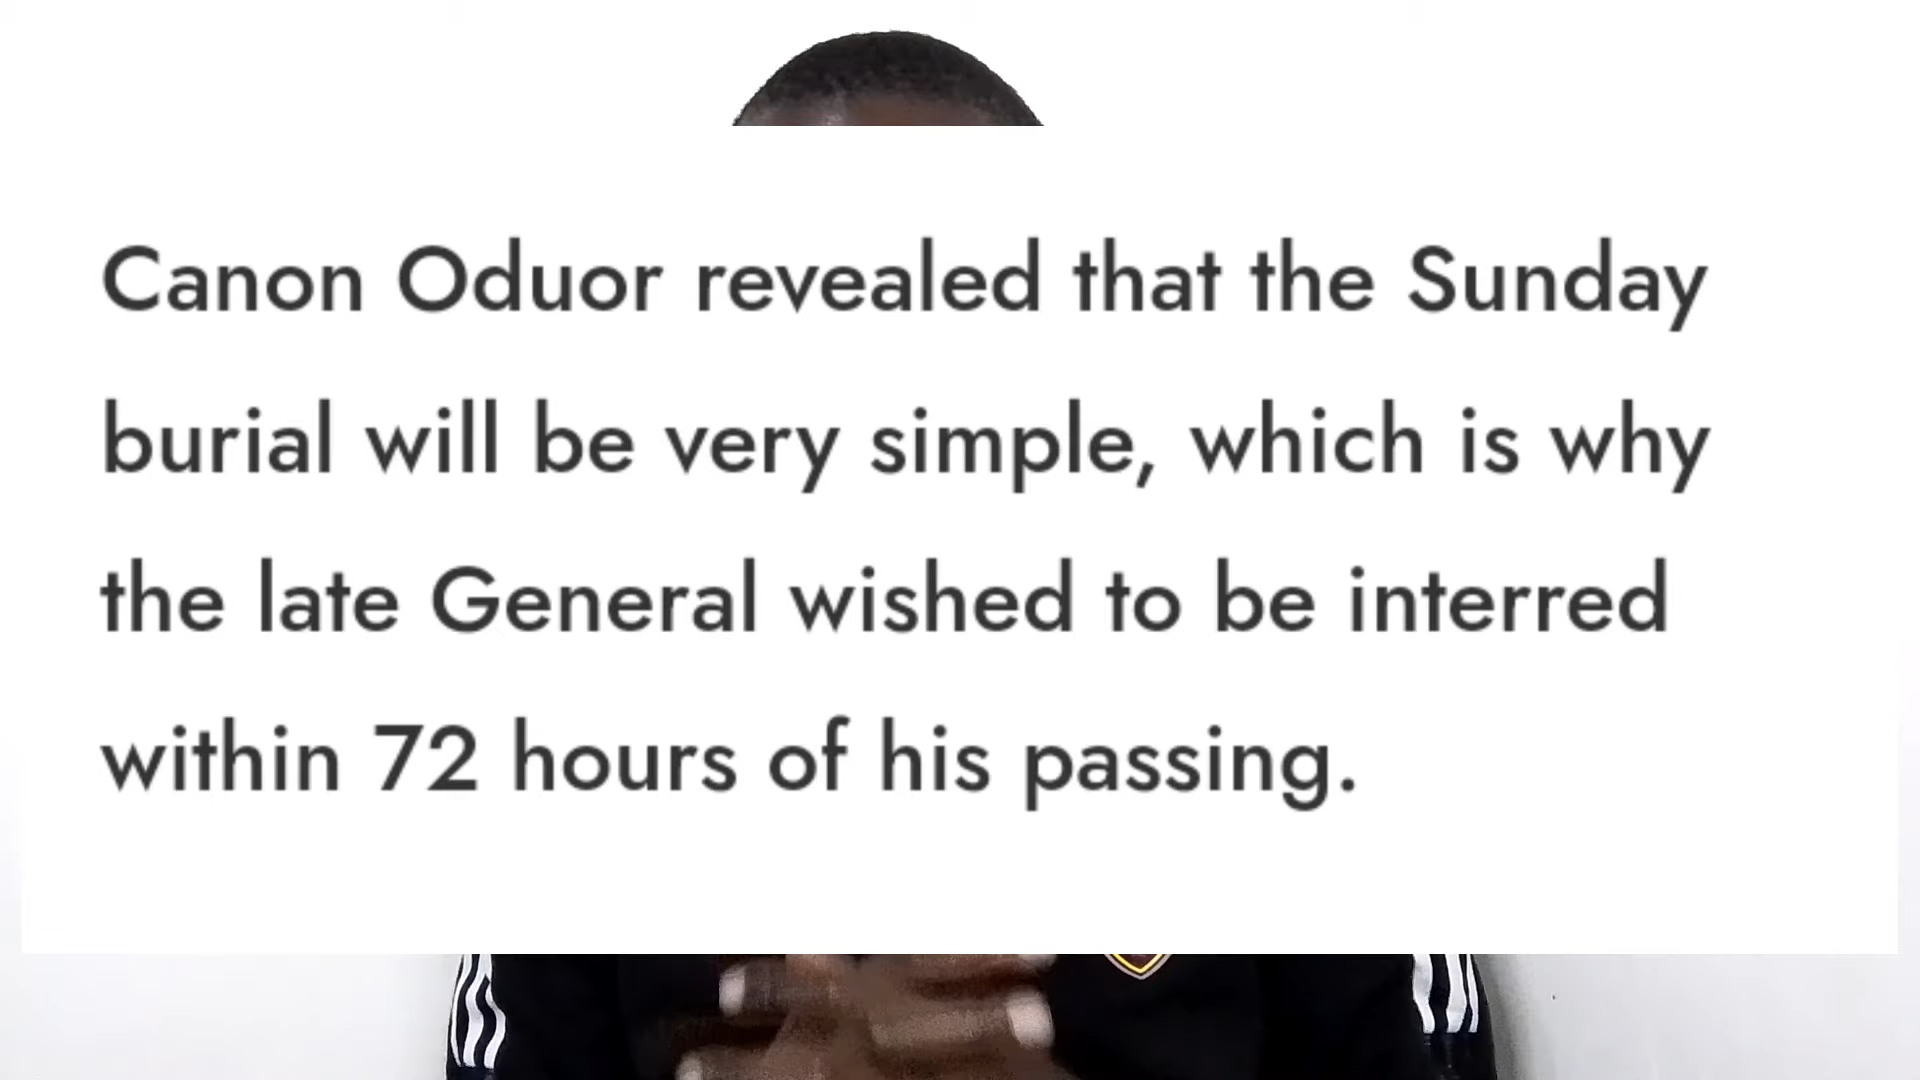 Canon Oduor revealed that the Sunday
burial will be very simple, which is why
the late General wished to be interred
within 72 hours of his passing.